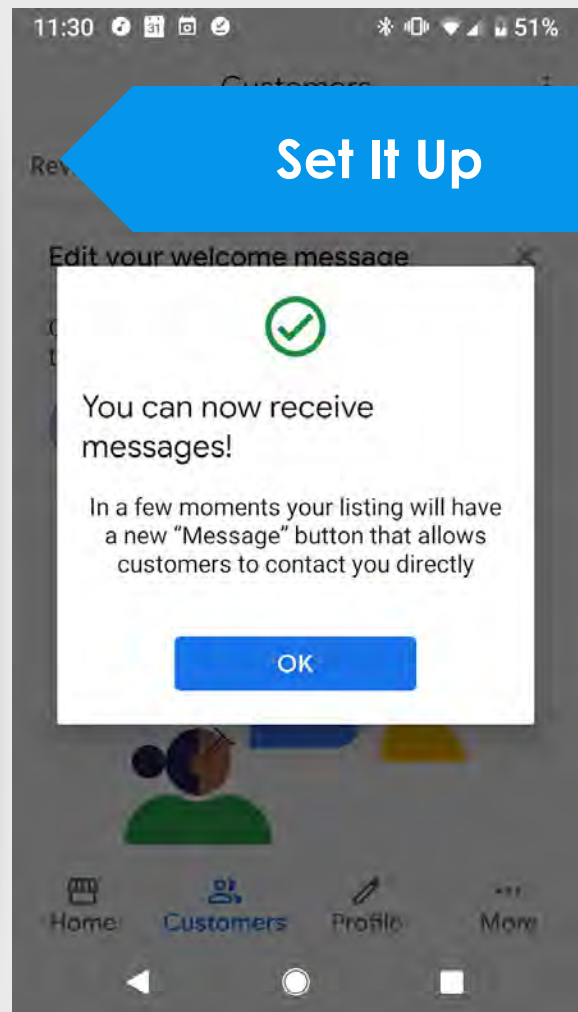 11:30 51%
Customers
Set It Up
Edit your welcome message
You can now receive
messages!
In a few moments your listing will have
a new “Message” button that allows
customers to contact you directly
OK
Home Customers Profile More